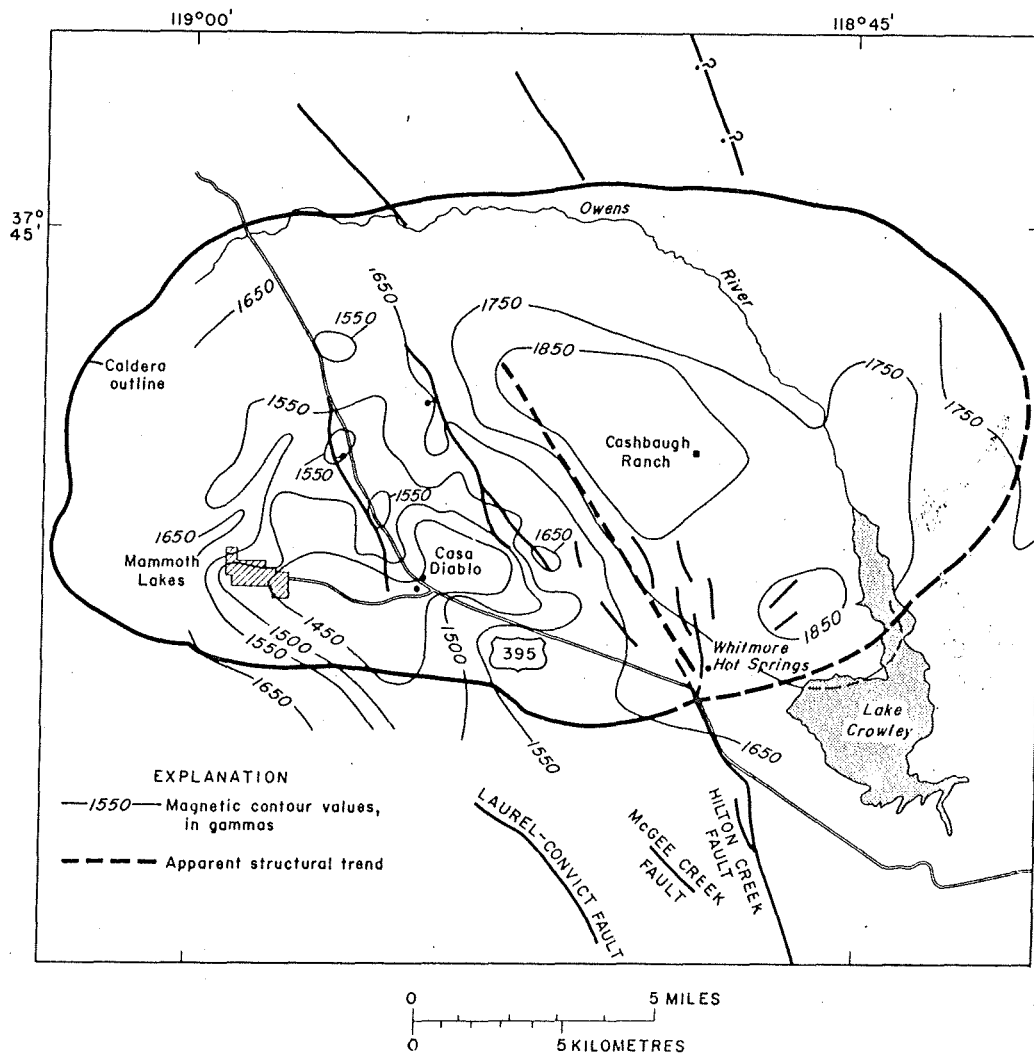 119°00'
118°45'
?
?
37°
45'
Owens
River
1650
1650
1550
1750
1850
1750
1750
Caldera
outline
1550
1550
1550
Cashbaugh
Ranch
1650
1650
Mammoth
Lakes
Casa
Diablo
1850
1500
1450
1550
1500
1650
395
Whitmore
Hot Springs
Lake
Crowley
1550
1650
EXPLANATION
1550 Magnetic contour values,
in gammas
Apparent structural trend
LAUREL-CONVICT FAULT
McGEE CREEK
FAULT
HILTON CREEK
FAULT
0 5 MILES
0 5 KILOMETRES